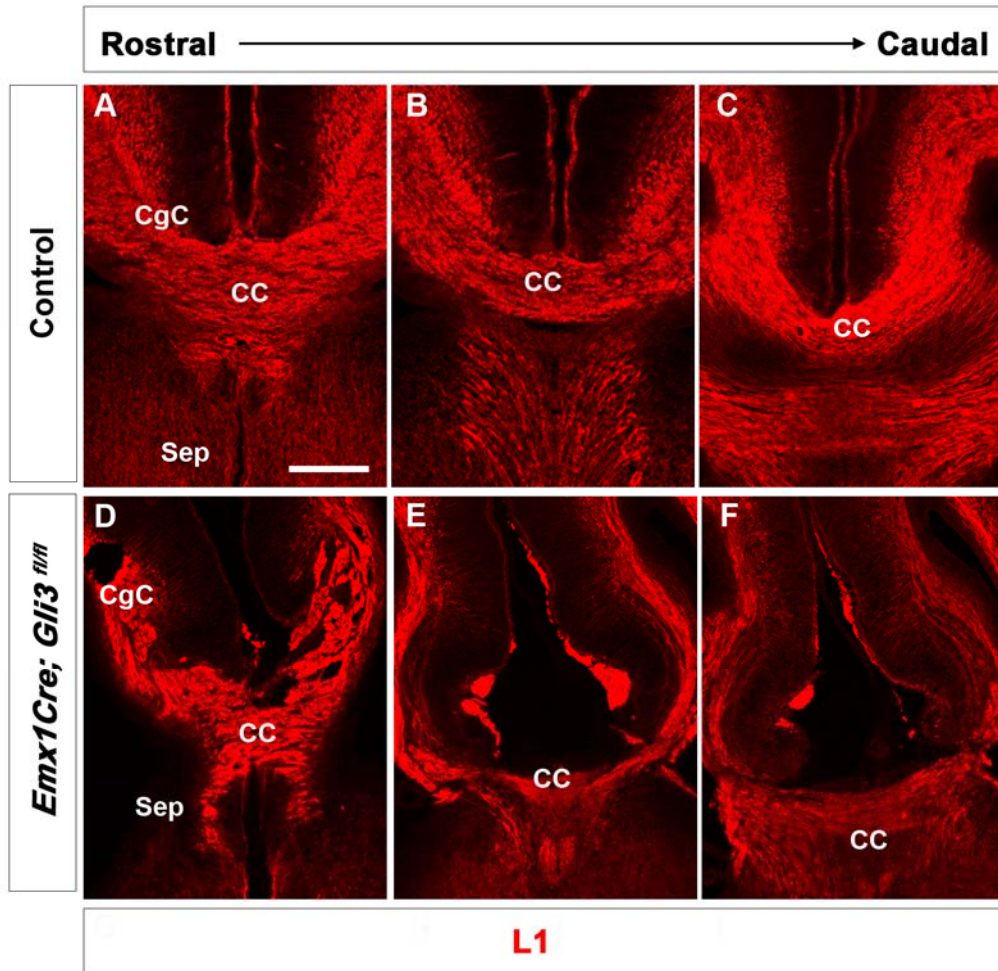 Rostral Caudal
Control
A
CgC
CC
Sep
B
CC
C
CC
Emx1Cre; Gli3 fl/fl
D
CgC
CC
Sep
E
CC
F
CC
L1